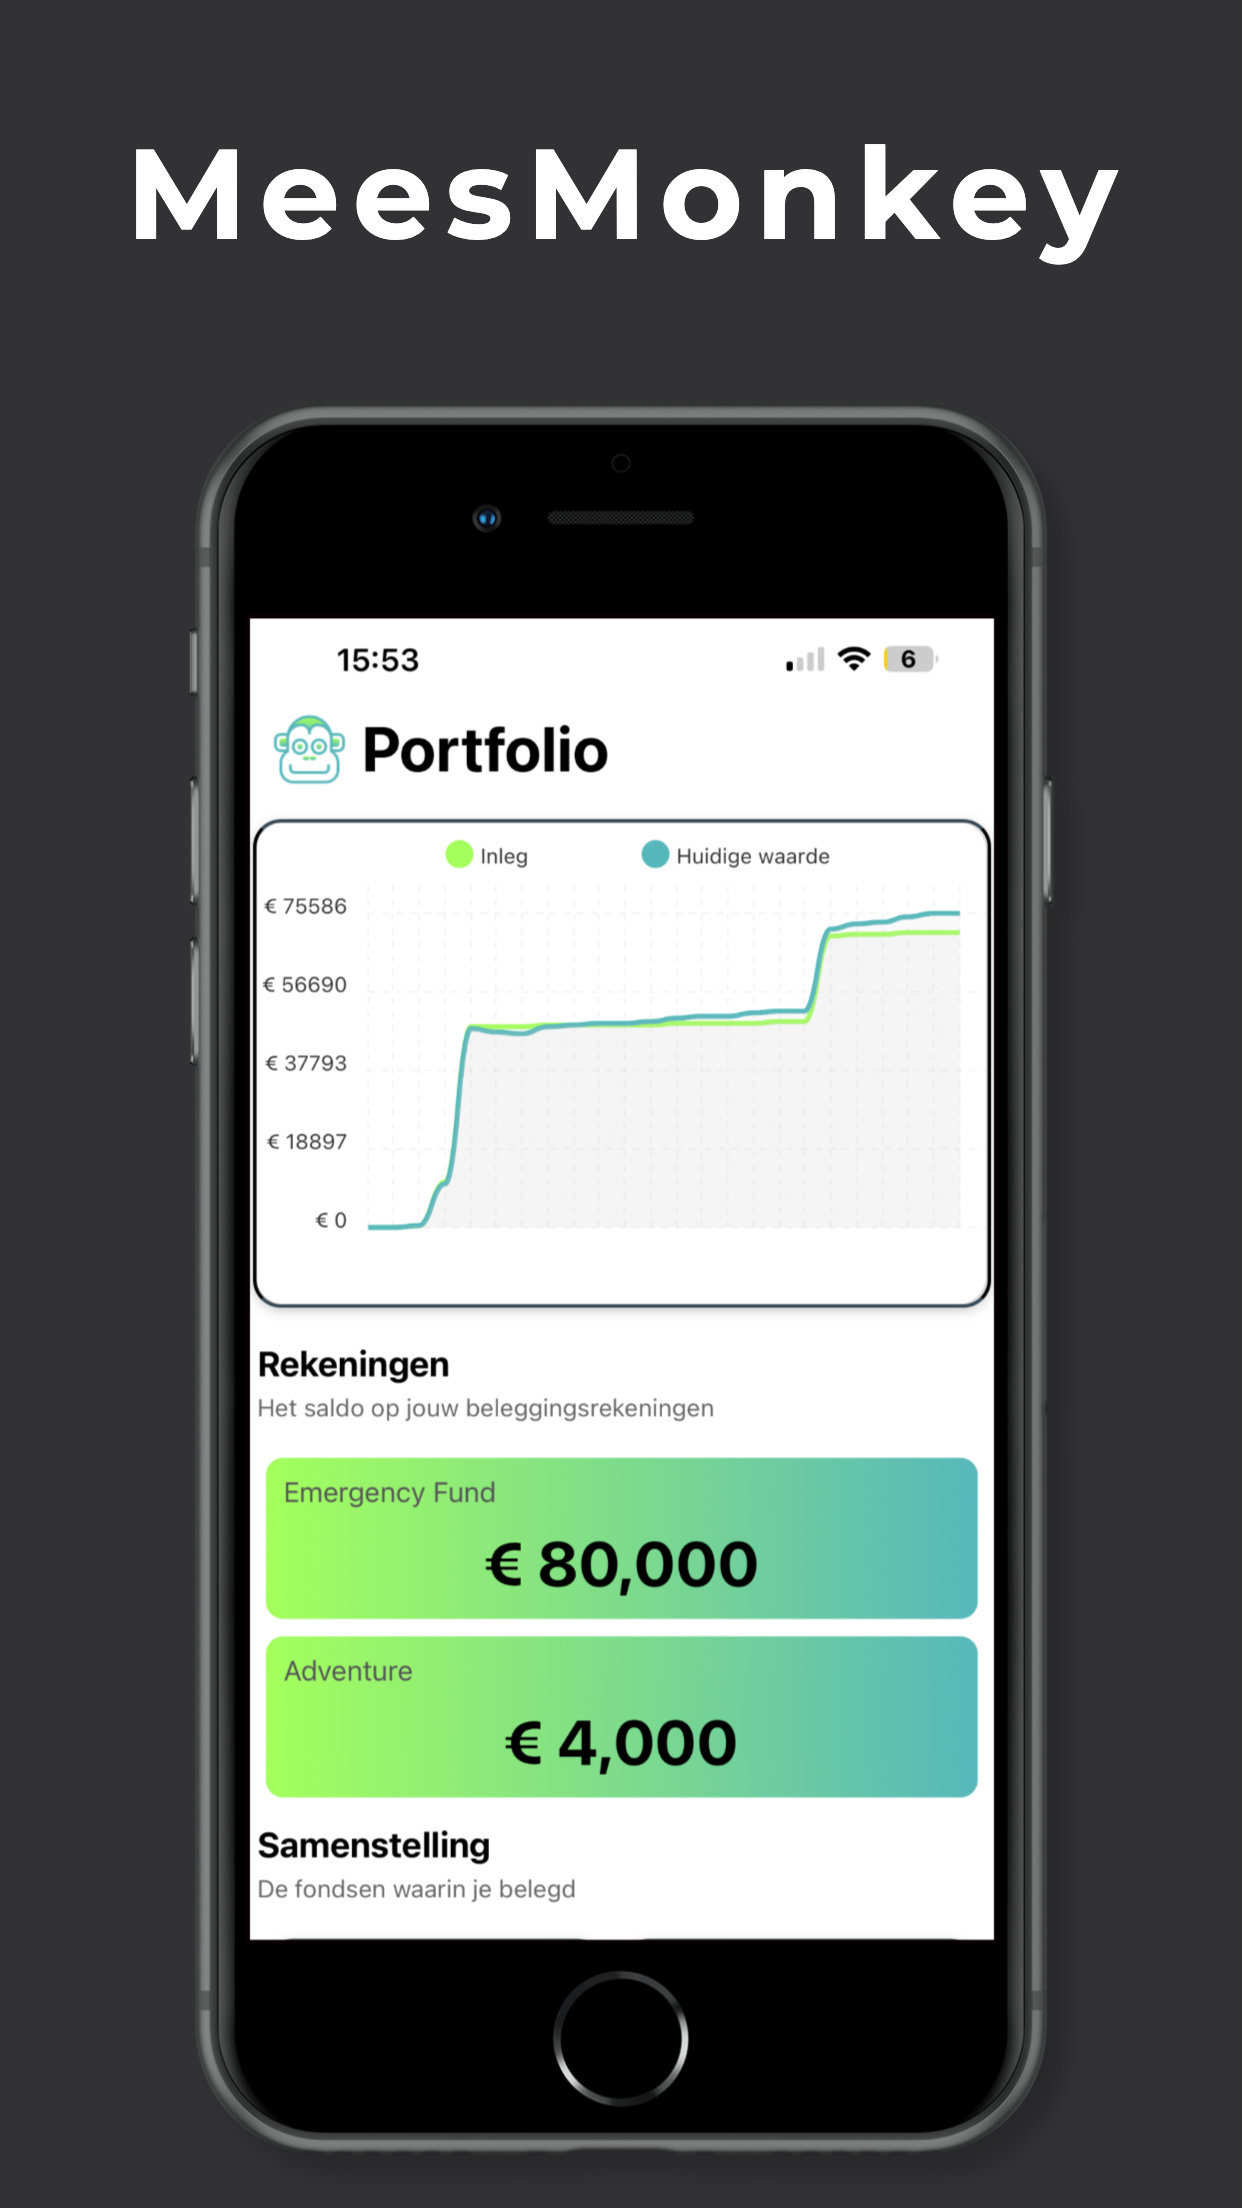 MeesMonkey
15:53
6
Portfolio
Inleg
Huidige waarde
€ 75586
€ 56690
€ 37793
€ 18897
€ 0
Rekeningen
Het saldo op jouw beleggingsrekeningen
Emergency Fund
€ 80,000
Adventure
€ 4,000
Samenstelling
De fondsen waarin je belegd